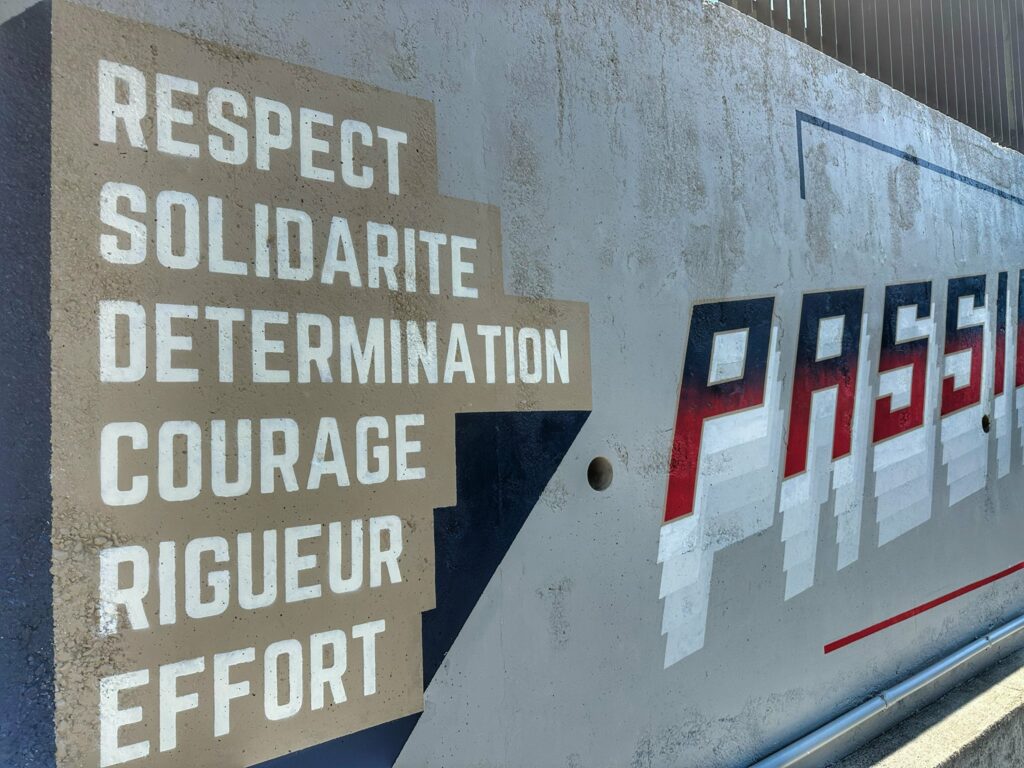 RESPECT
SOLIDARITE
DETERMINATION
COURAGE
RIGUEUR
EFFORT